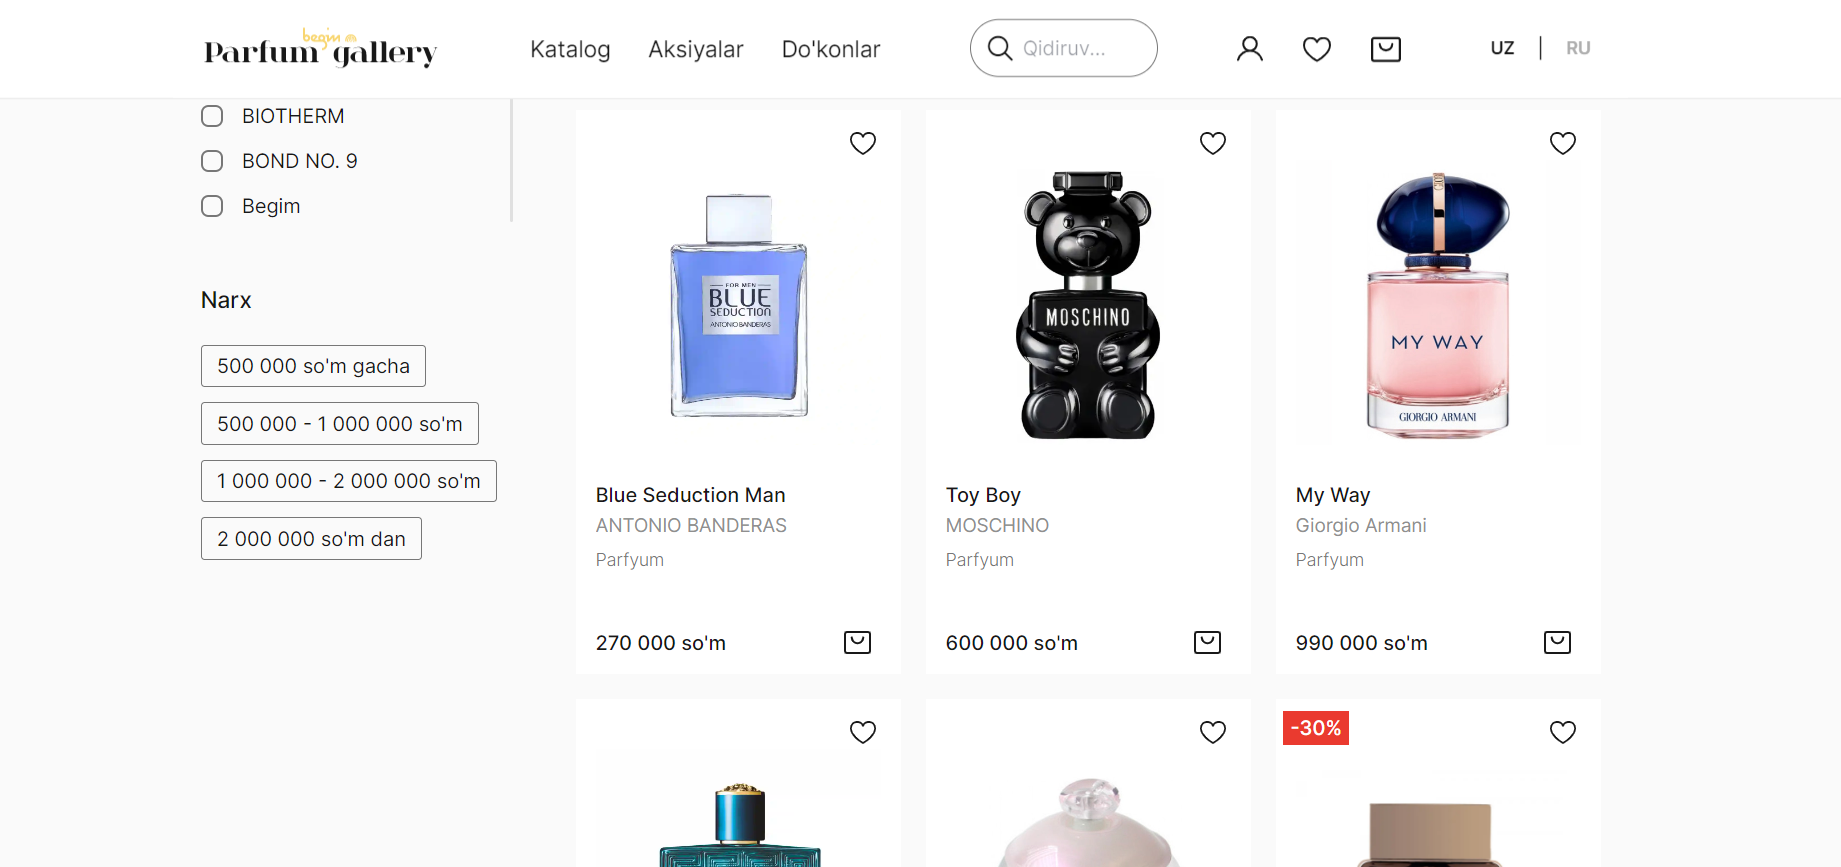 begim
Parfum gallery
Katalog
Aksiyalar
Do'konlar
Qidiruv...
UZ
RU
BIOTHERM
BOND NO. 9
Begim
Narx
500 000 so'm gacha
500 000 - 1 000 000 so'm
1 000 000 - 2 000 000 so'm
2 000 000 so'm dan
FOR MEN
BLUE
SEDUCTION
ANTONIO BANDERAS
Blue Seduction Man
ANTONIO BANDERAS
Parfyum
270 000 so'm
MOSCHINO
Toy Boy
MOSCHINO
Parfyum
600 000 so'm
MY WAY
GIORGIO ARMANI
My Way
Giorgio Armani
Parfyum
990 000 so'm
-30%